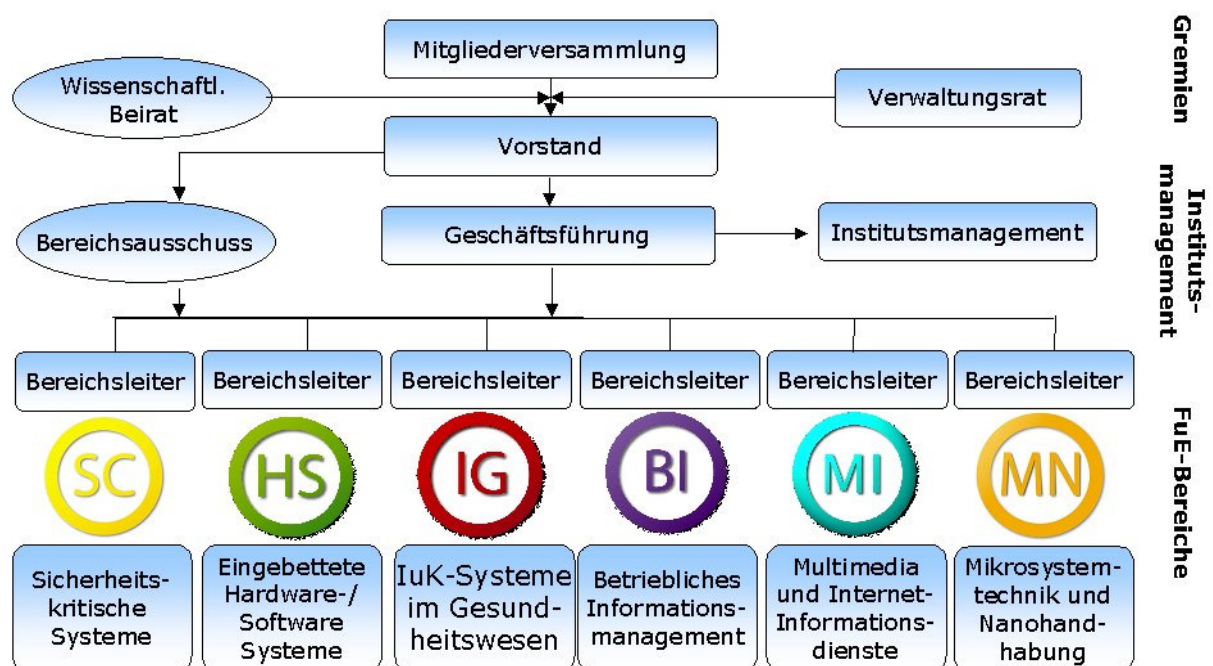 Mitgliederversammlung
Wissenschaftl.
Beirat
Verwaltungsrat
Vorstand
Gremien
Bereichsausschuss
Geschäftsführung
Institutsmanagement
Instituts-
management
Bereichsleiter
Bereichsleiter
Bereichsleiter
Bereichsleiter
Bereichsleiter
Bereichsleiter
SC
HS
IG
BI
MI
MN
FuE-Bereiche
Sicherheits-
kritische
Systeme
Eingebettete
Hardware-/
Software
Systeme
IuK-Systeme
im Gesund-
heitswesen
Betriebliches
Informations-
management
Multimedia
und Internet-
Informations-
dienste
Mikrosystem-
technik und
Nanohand-
habung